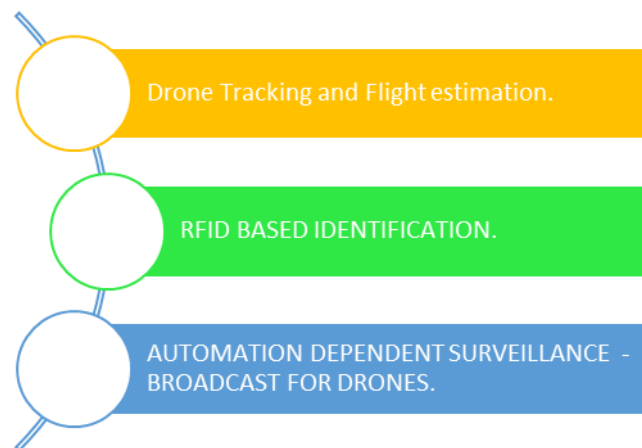 Drone Tracking and Flight estimation.
RFID BASED IDENTIFICATION.
AUTOMATION DEPENDENT SURVEILLANCE -
BROADCAST FOR DRONES.